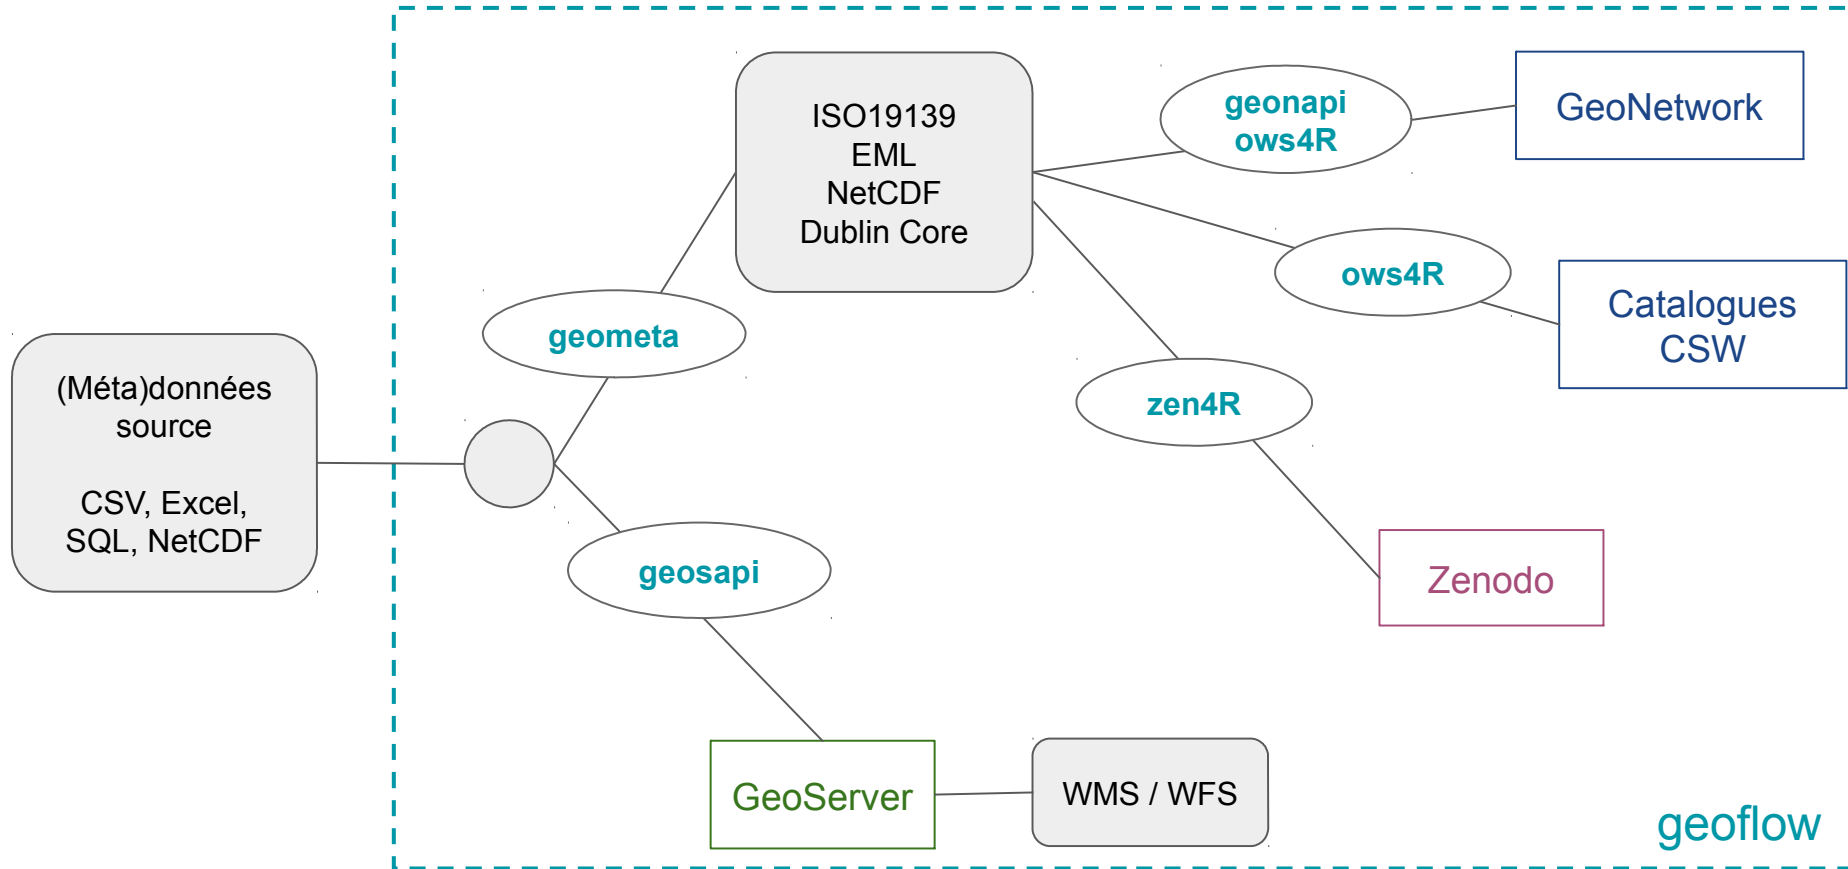 (Méta)données
source
CSV, Excel,
SQL, NetCDF
geometa
geosapi
ISO19139
EML
NetCDF
Dublin Core
geonapi
ows4R
ows4R
zen4R
GeoNetwork
Catalogues
CSW
Zenodo
GeoServer
WMS / WFS
geoflow